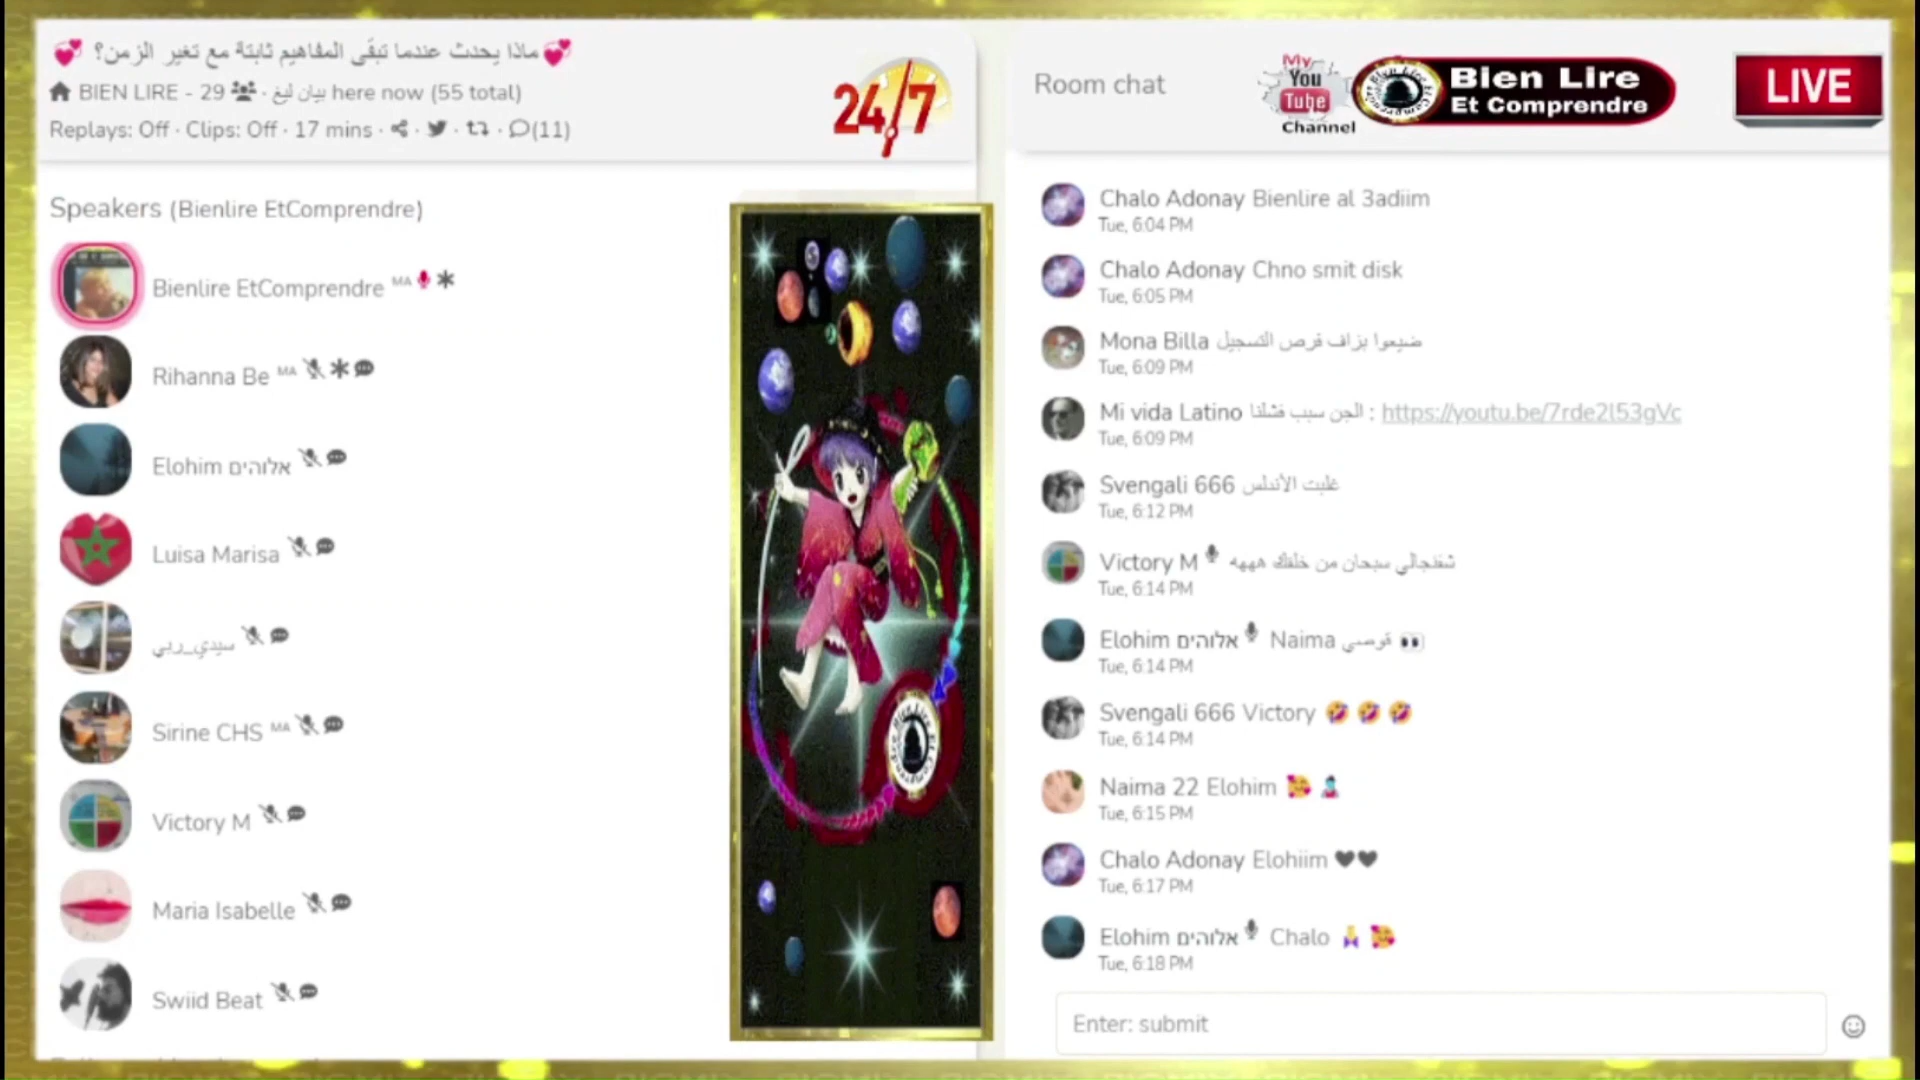 💞 ماذا يحدث عندما تبقى المفاهيم ثابتة مع تغير الزمن؟ 💞
BIEN LIRE - بيان ليغ · 29 here now (55 total)
Replays: Off · Clips: Off · 17 mins · (11)
24/7
Speakers (Bienlire EtComprendre)
Bienlire EtComprendre MA
Rihanna Be MA
Elohim אלוהים
Luisa Marisa
سيدي_ربي
Sirine CHS MA
Victory M
Maria Isabelle
Swiid Beat
Room chat
My
You
Tube
Channel
Bien Lire
Et Comprendre
LIVE
Chalo Adonay Bienlire al 3adiim
Tue, 6:04 PM
Chalo Adonay Chno smit disk
Tue, 6:05 PM
Mona Billa ضيعوا بزاف فرص التسجيل
Tue, 6:09 PM
Mi vida Latino الجن سبب فشلنا : https://youtu.be/7rde2l53gVc
Tue, 6:09 PM
Svengali 666 غلبت الأندلس
Tue, 6:12 PM
Victory M سبحان من خلقك هههه
Tue, 6:14 PM
Elohim אלוהים Naima قوصي 👀
Tue, 6:14 PM
Svengali 666 Victory 🤣 🤣 🤣
Tue, 6:14 PM
Naima 22 Elohim 🥰
Tue, 6:15 PM
Chalo Adonay Elohiim 🖤🖤
Tue, 6:17 PM
Elohim אלוהים Chalo 🥰
Tue, 6:18 PM
Enter: submit